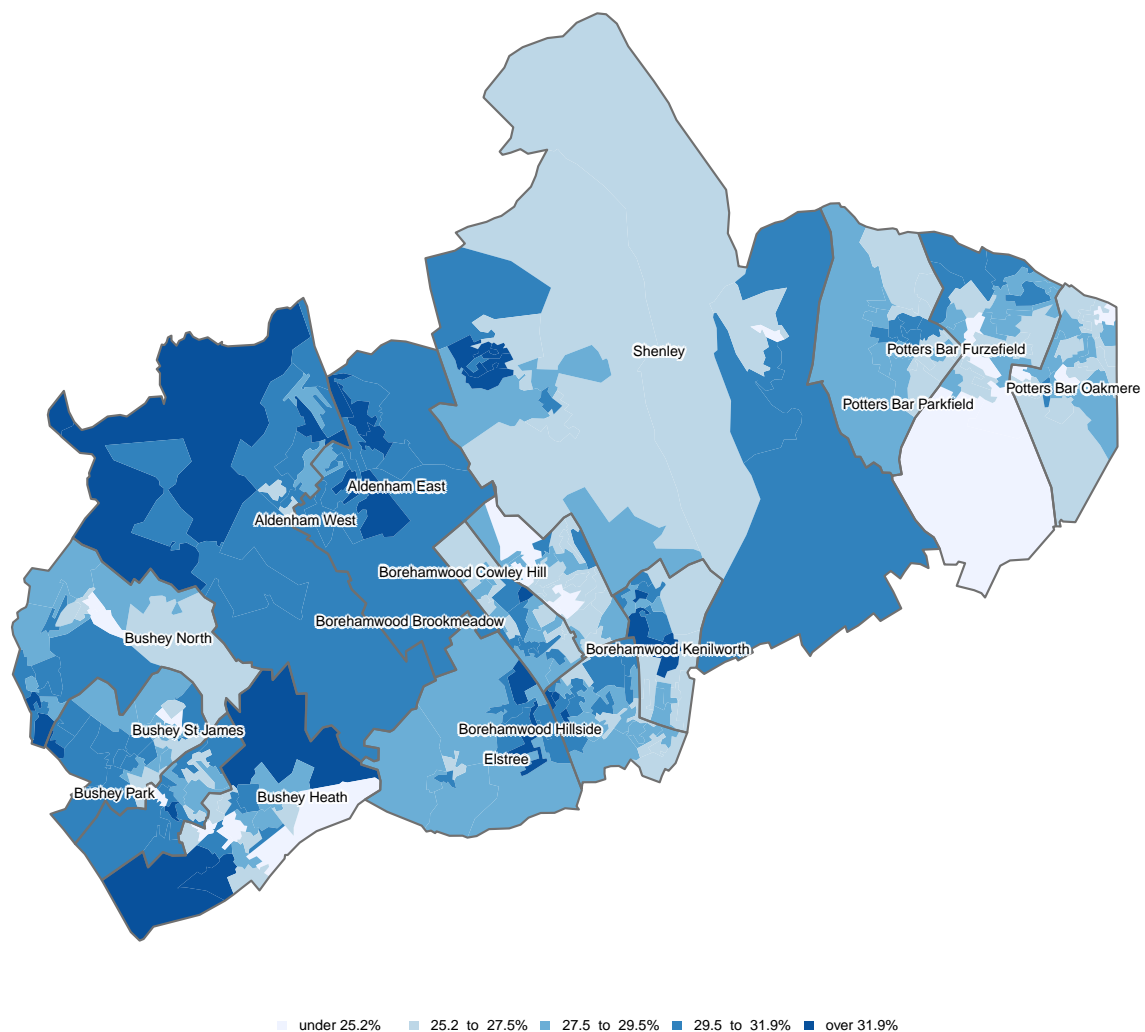 Shenley
Potters Bar Furzefield
Potters Bar Oakmere
Potters Bar Parkfield
Aldenham East
Aldenham West
Borehamwood Cowley Hill
Borehamwood Brookmeadow
Bushey North
Borehamwood Kenilworth
Bushey St James
Borehamwood Hillside
Elstree
Bushey Park
Bushey Heath
under 25.2% 25.2 to 27.5% 27.5 to 29.5% 29.5 to 31.9% over 31.9%